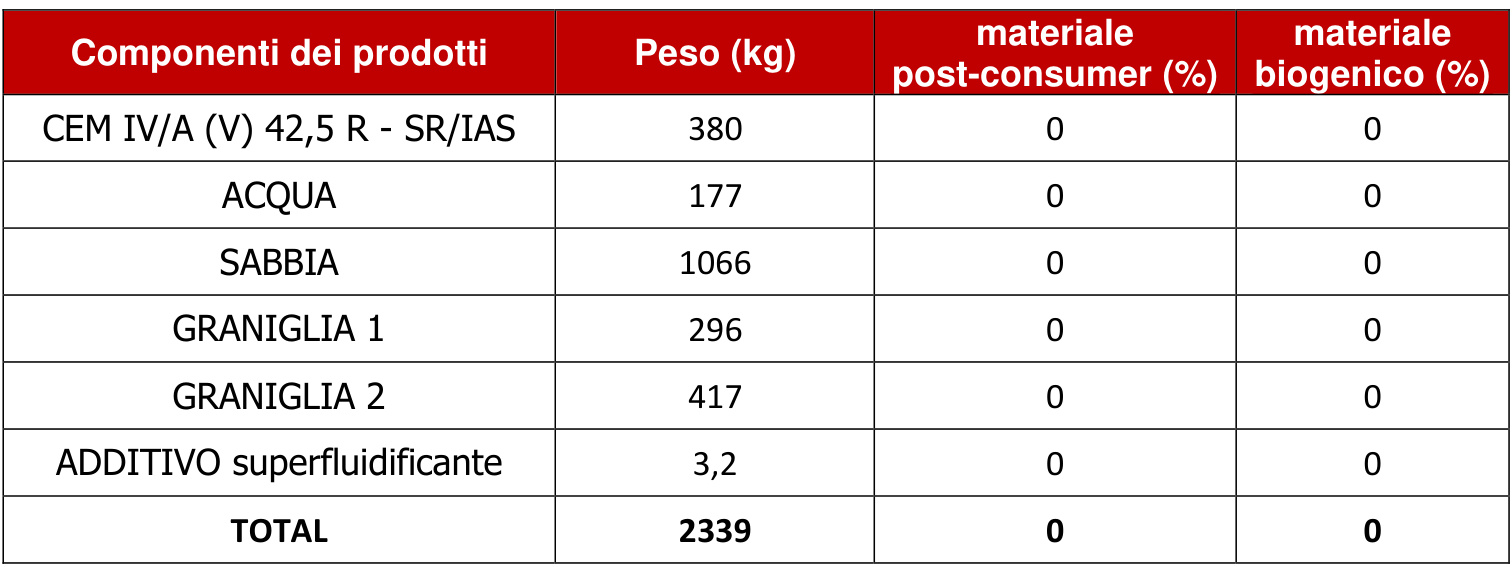 Componenti dei prodotti Peso (kg) materiale post-consumer (%) materiale biogenico (%)
CEM IV/A (V) 42,5 R - SR/IAS 380 0 0
ACQUA 177 0 0
SABBIA 1066 0 0
GRANIGLIA 1 296 0 0
GRANIGLIA 2 417 0 0
ADDITIVO superfluidificante 3,2 0 0
TOTAL 2339 0 0